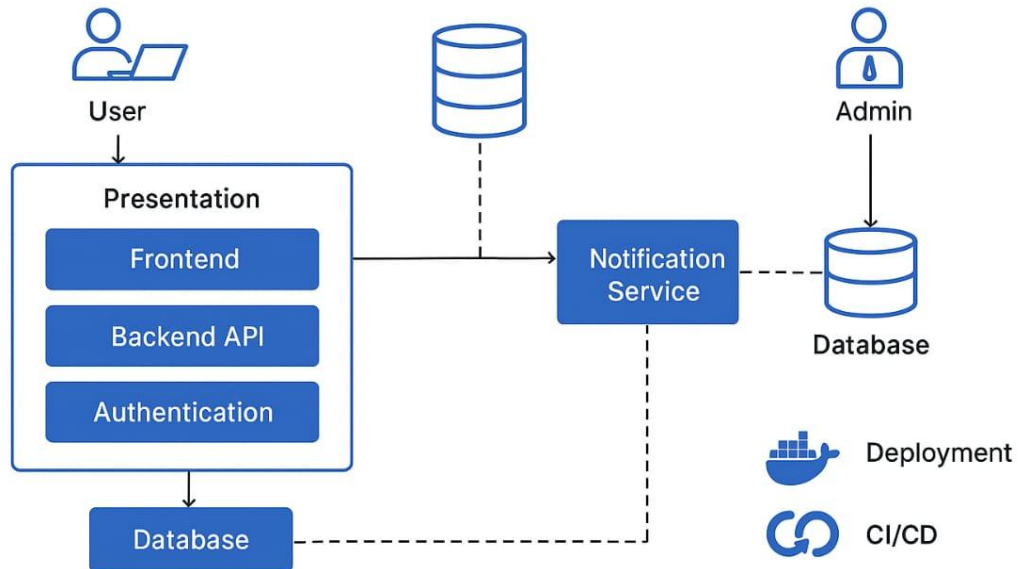 User
Admin
Presentation
Frontend
Backend API
Authentication
Notification
Service
Database
Database
Deployment
CI/CD